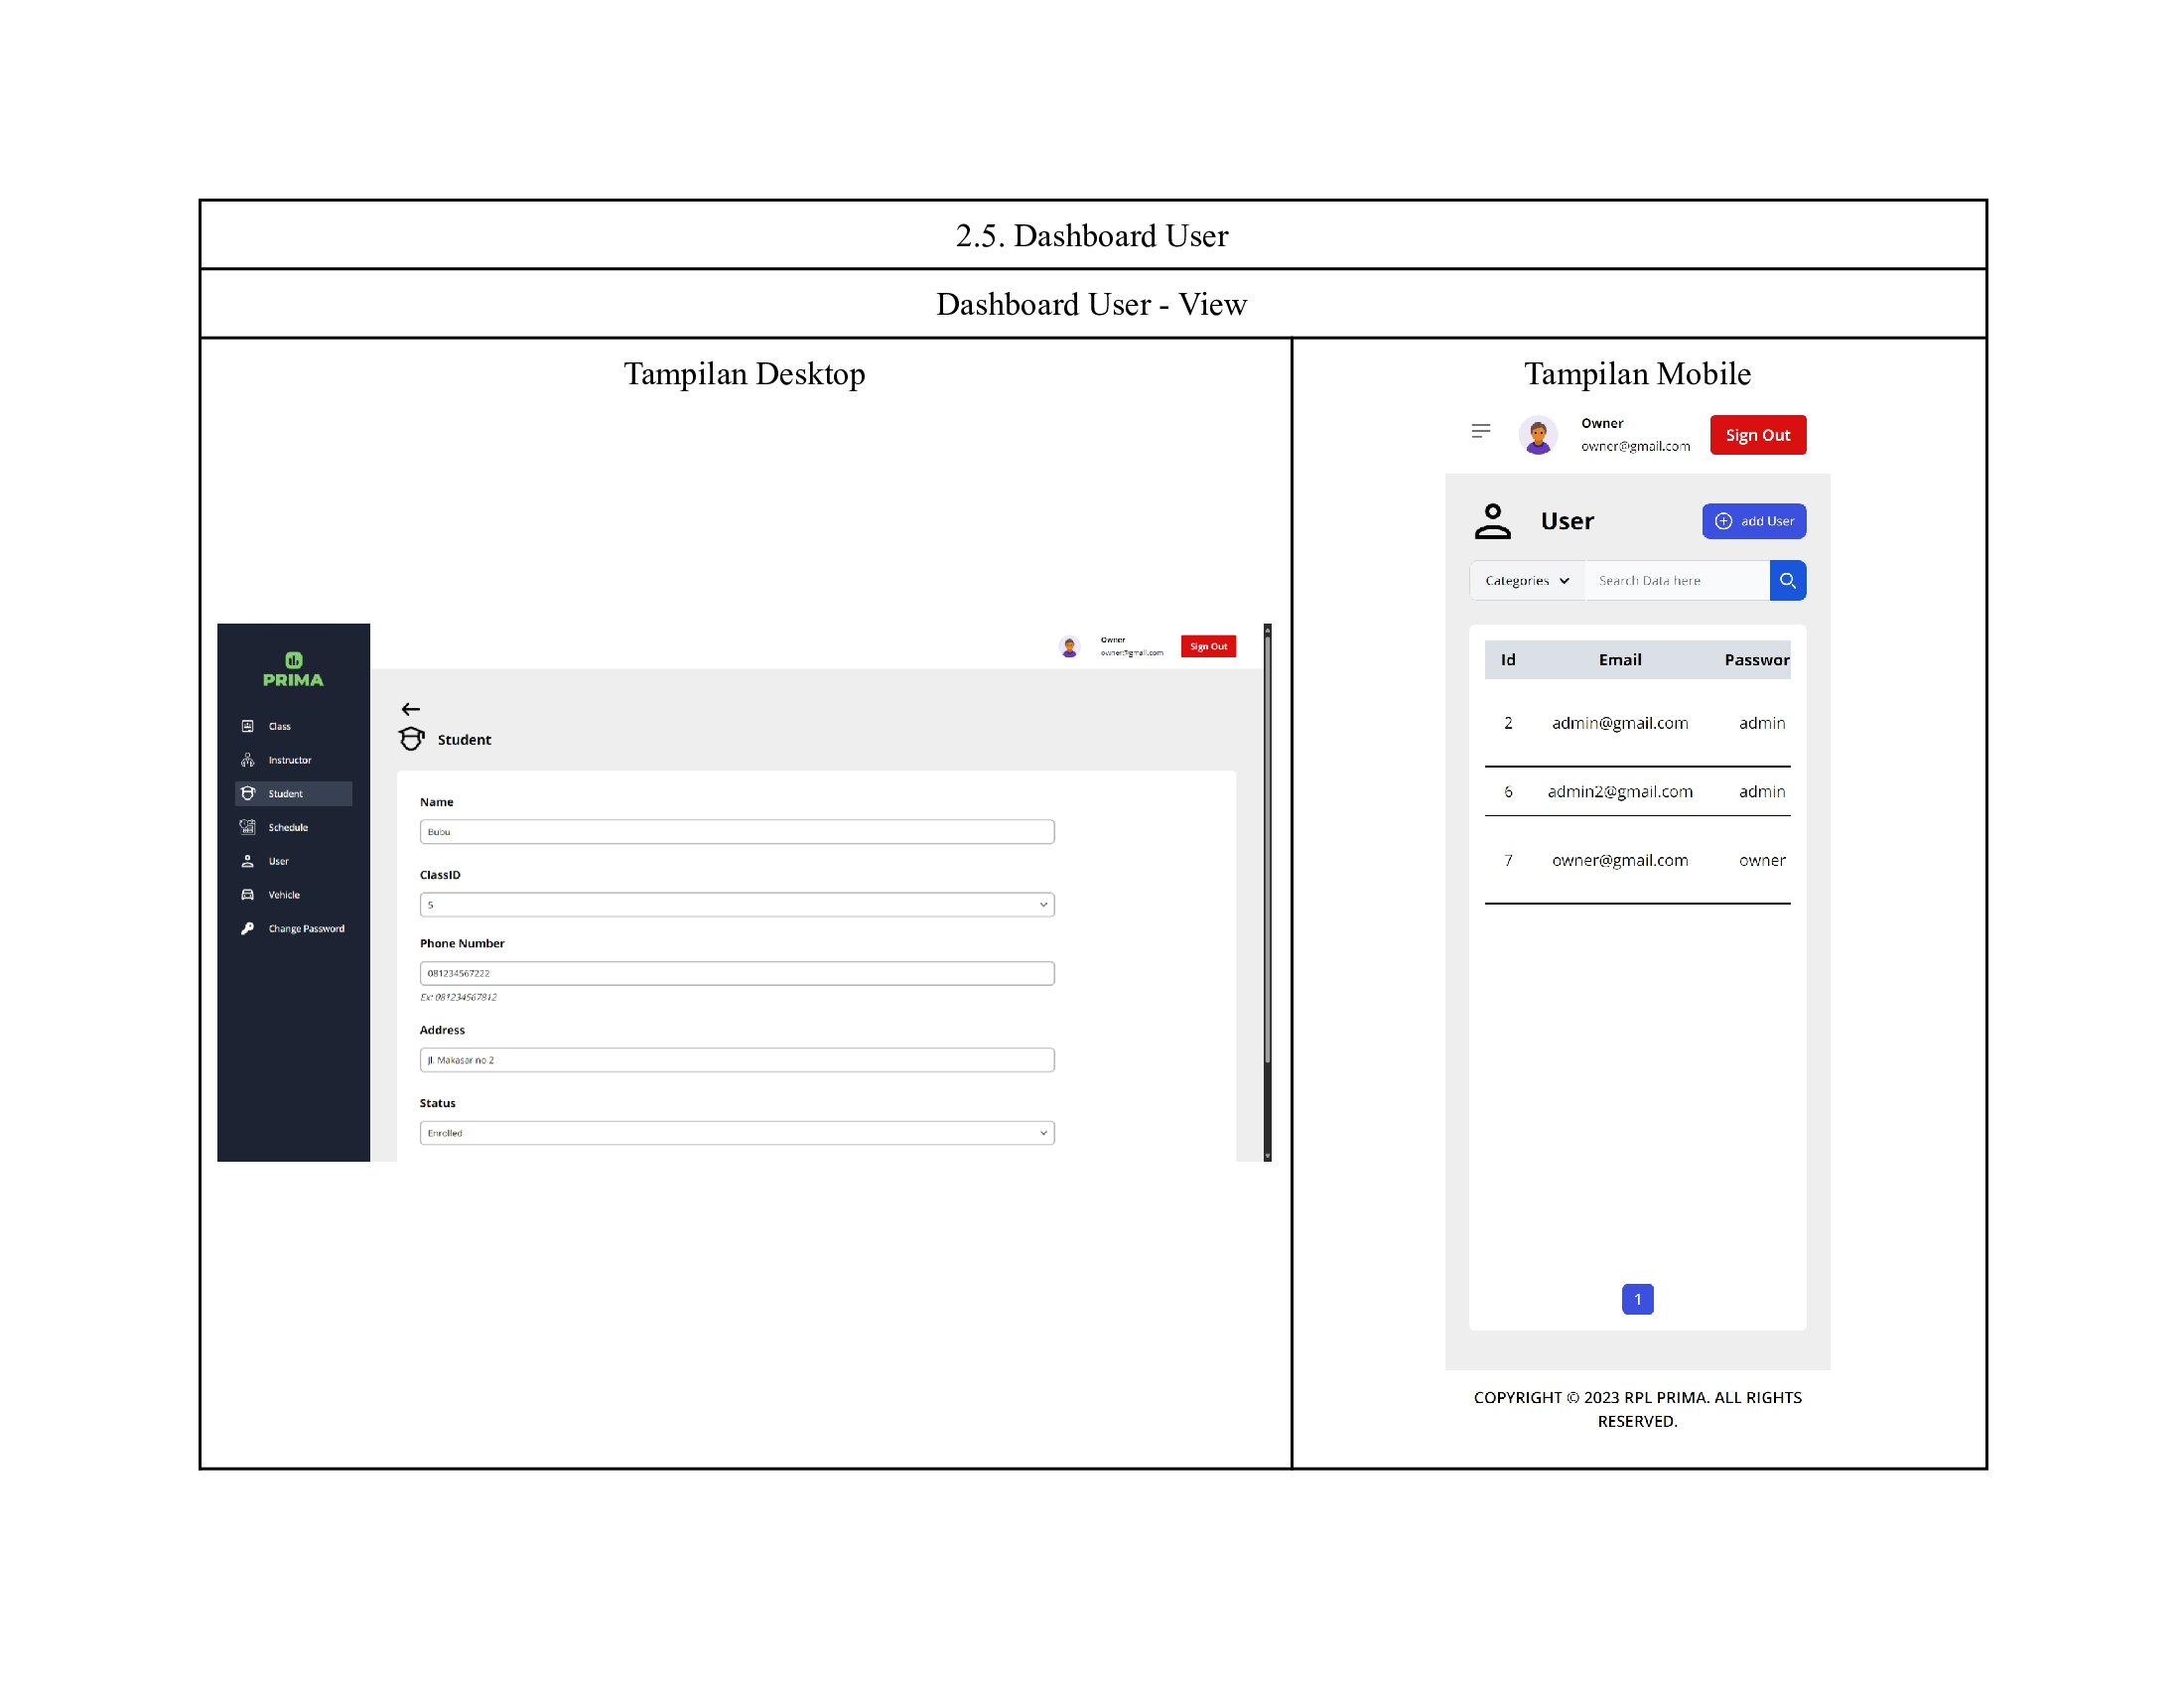 2.5. Dashboard User
Dashboard User - View
Tampilan Desktop
PRIMA
Class
Instructor
Student
Schedule
User
Vehicle
Change Password
Owner
owner@gmail.com
Sign Out
Student
Name
Bubu
ClassID
5
Phone Number
081234567222
Ex: 081234567812
Address
Jl. Makasar no 2
Status
Enrolled
Tampilan Mobile
Owner
owner@gmail.com
Sign Out
User
add User
Categories
Search Data here
Id Email Passwor
2 admin@gmail.com admin
6 admin2@gmail.com admin
7 owner@gmail.com owner
1
COPYRIGHT © 2023 RPL PRIMA. ALL RIGHTS
RESERVED.